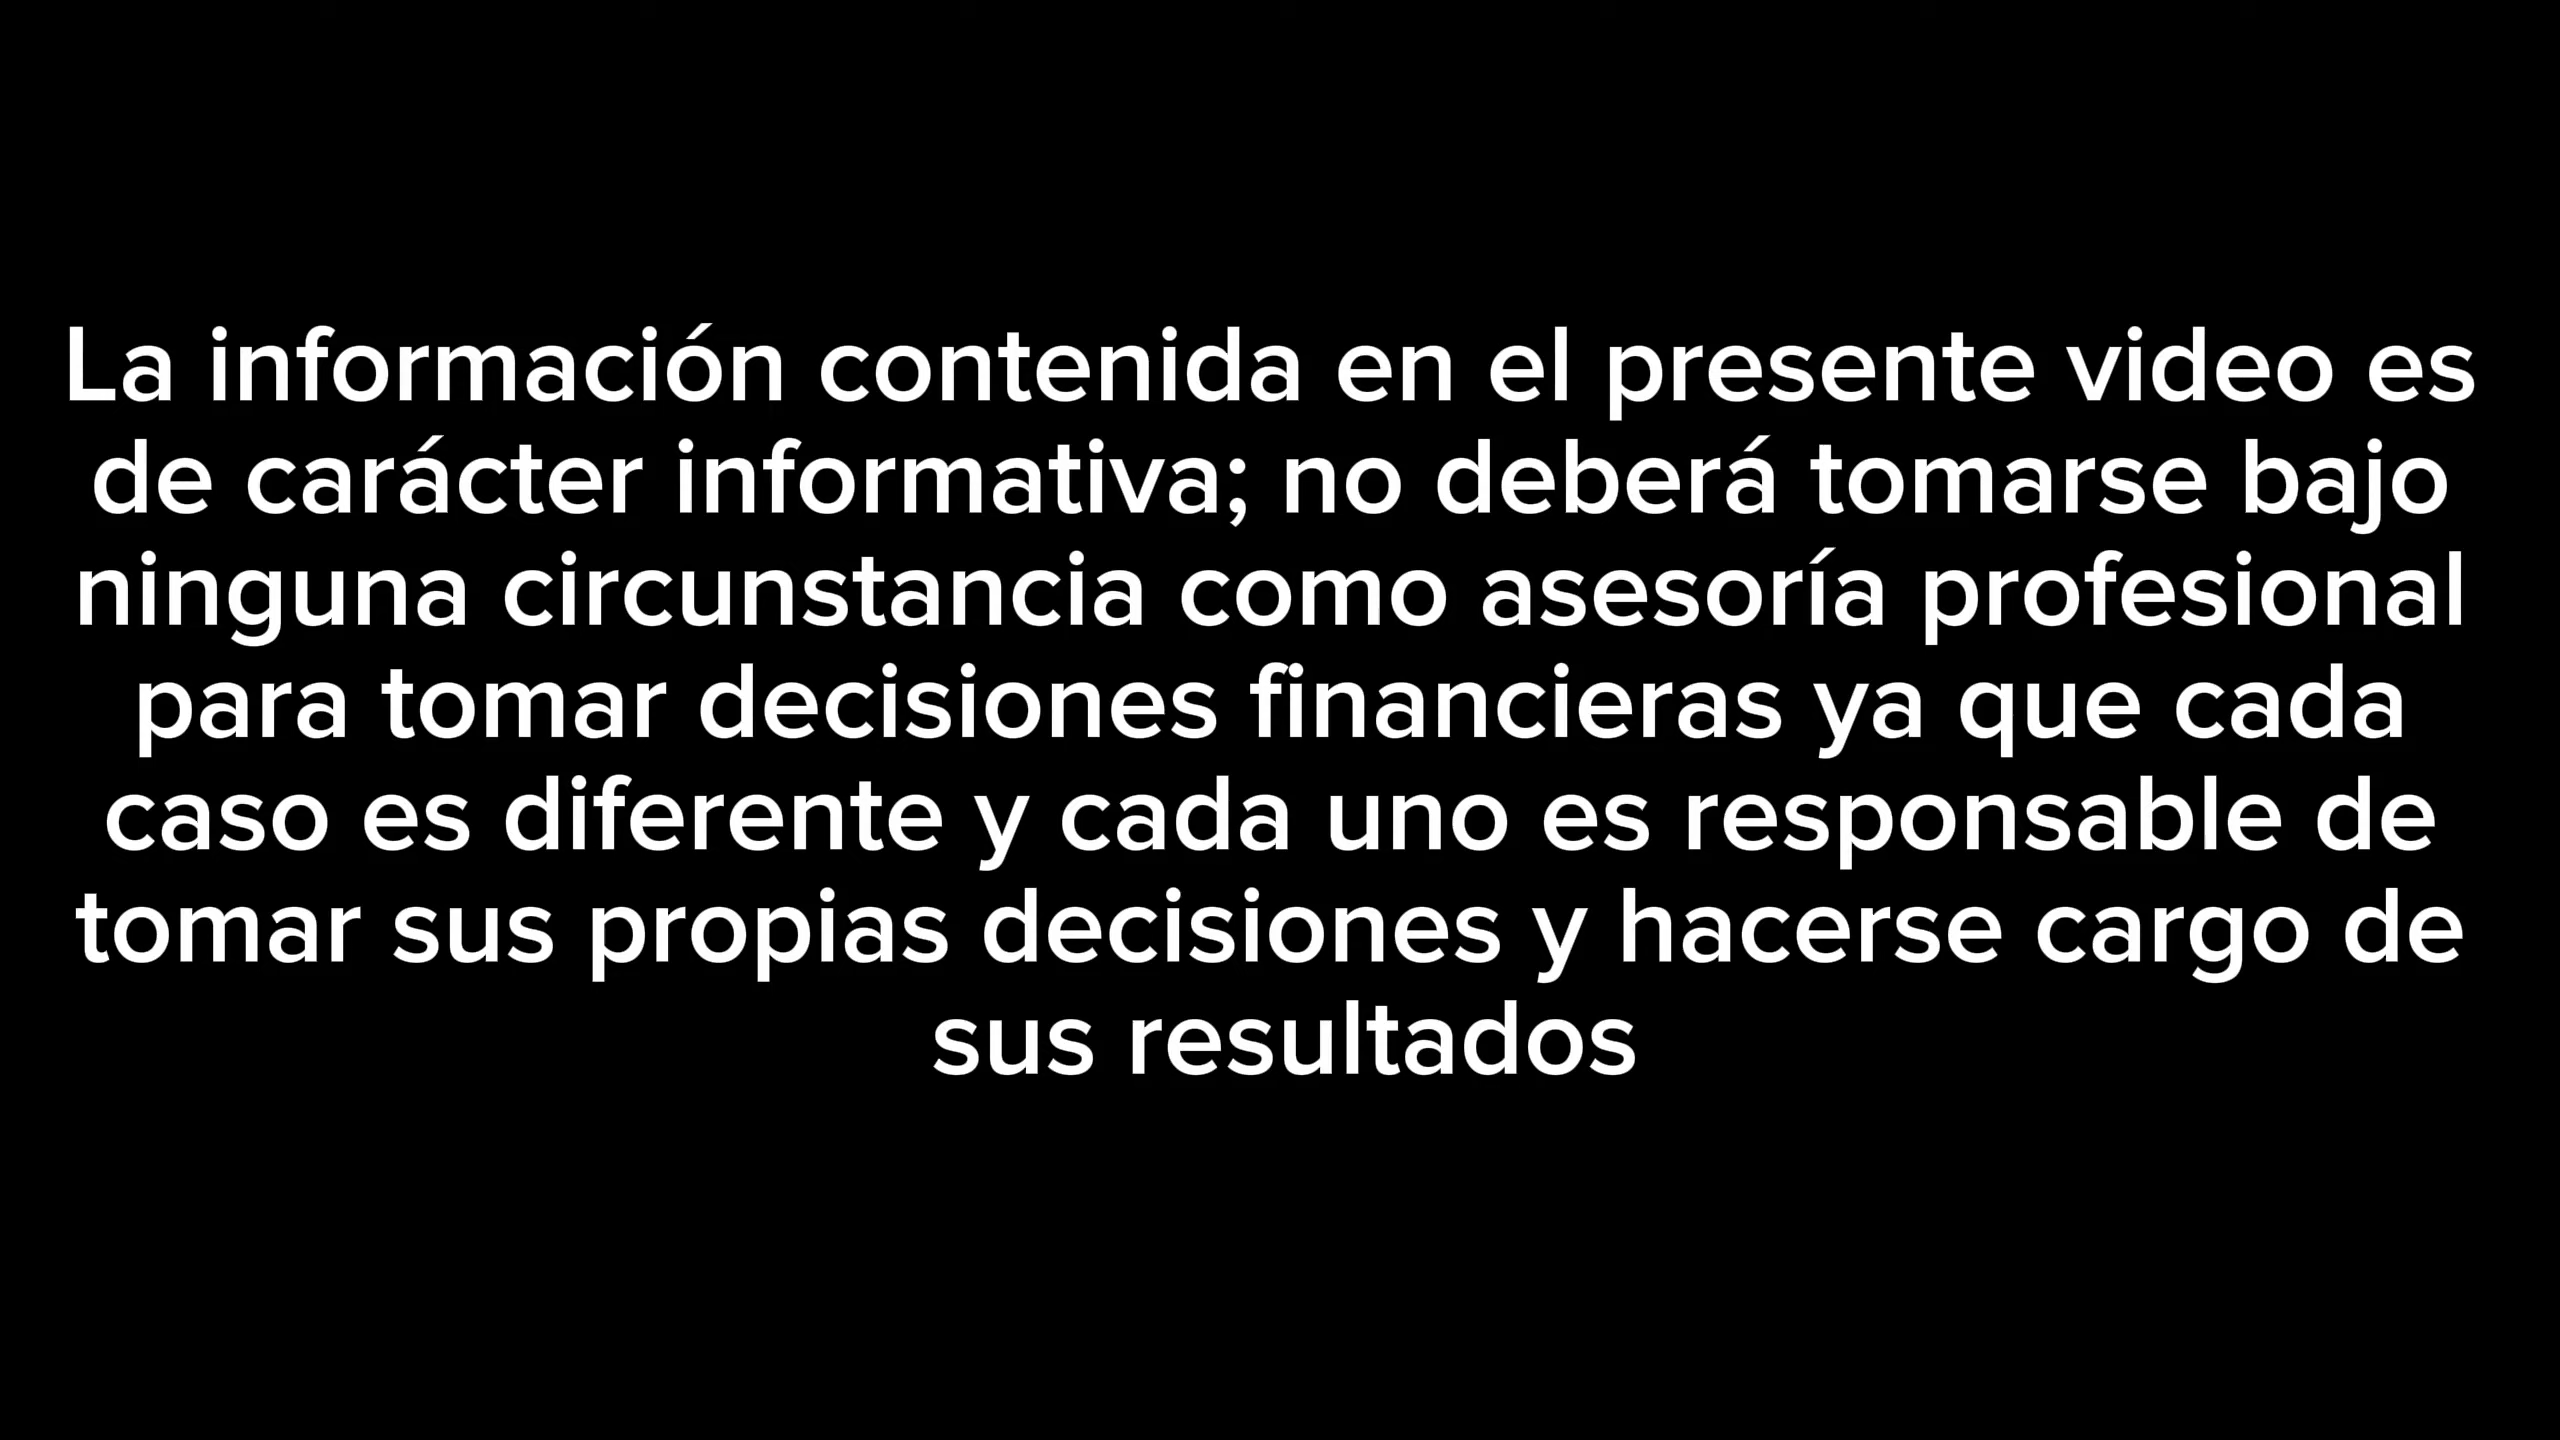 La información contenida en el presente video es
de carácter informativa; no deberá tomarse bajo
ninguna circunstancia como asesoría profesional
para tomar decisiones financieras ya que cada
caso es diferente y cada uno es responsable de
tomar sus propias decisiones y hacerse cargo de
sus resultados